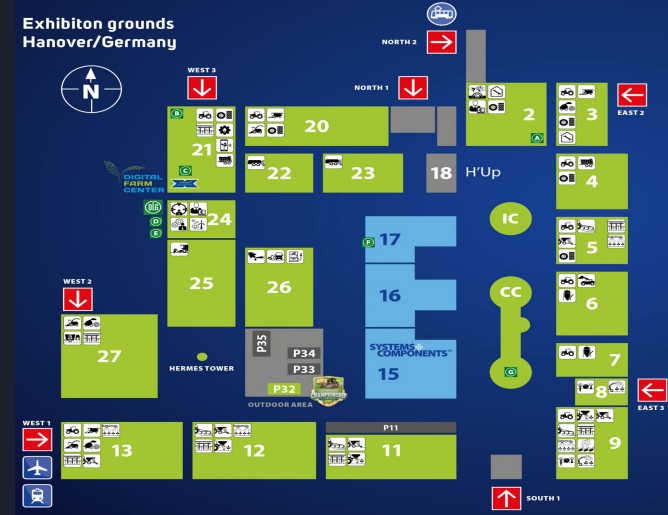 Exhibiton grounds
Hanover/Germany
NORTH 2
WEST 3
NORTH 1
N
EAST 2
B
2
3
A
20
21
C
22
23
18
H'Up
4
DIGITAL
FARM
CENTER
DLG
D
E
24
IC
F
17
5
25
26
16
CC
6
WEST 2
27
HERMES TOWER
P35
P34
P33
P32
OUTDOOR AREA
SYSTEMS
COMPONENTS
15
7
G
8
EAST 3
WEST 1
13
12
P11
11
9
SOUTH 1